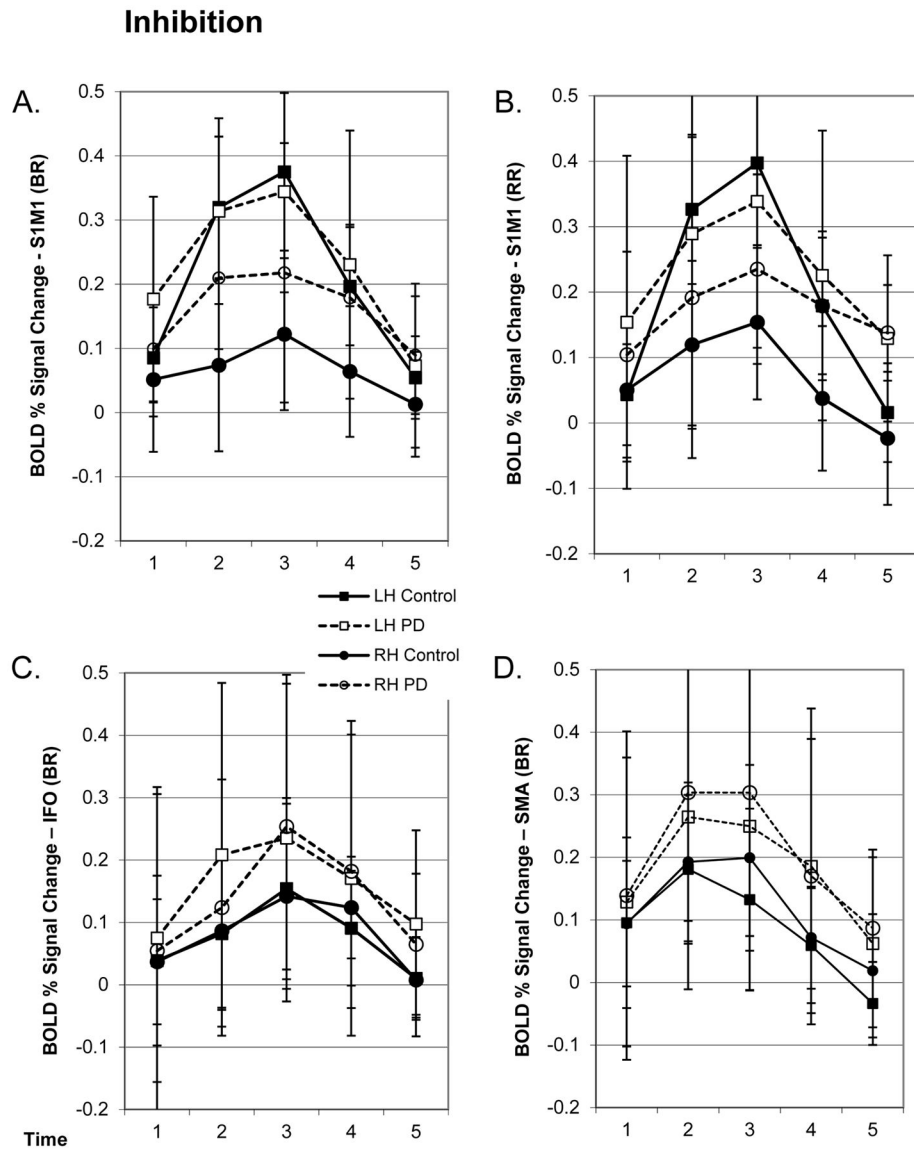 Inhibition
A.
BOLD % Signal Change - S1M1 (BR)
0.5
0.4
0.3
0.2
0.1
0
-0.1
-0.2
1 2 3 4 5
B.
BOLD % Signal Change - S1M1 (RR)
0.5
0.4
0.3
0.2
0.1
0
-0.1
-0.2
1 2 3 4 5
LH Control
LH PD
RH Control
RH PD
C.
BOLD % Signal Change – IFO (BR)
0.5
0.4
0.3
0.2
0.1
0
-0.1
-0.2
1 2 3 4 5
D.
BOLD % Signal Change – SMA (BR)
0.5
0.4
0.3
0.2
0.1
0
-0.1
-0.2
1 2 3 4 5
Time